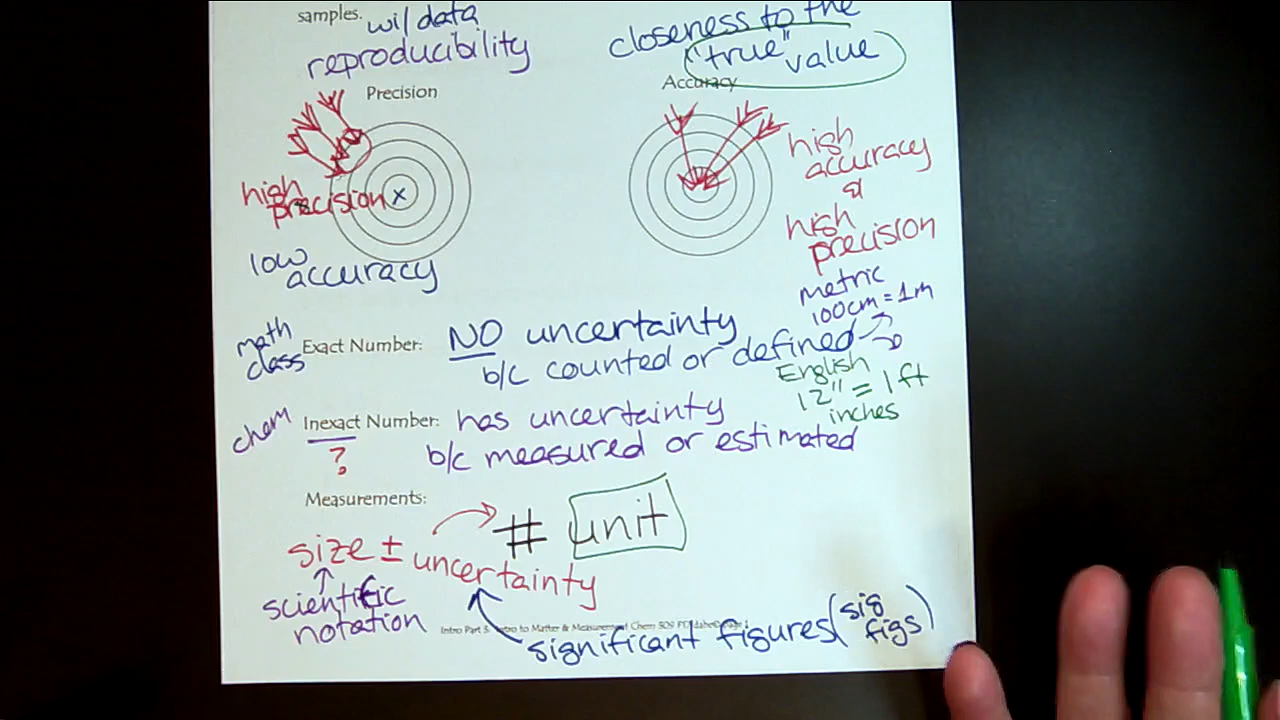 samples. w/ data
reproducibility
closeness to the
"true" value
Precision
Accuracy
high
precision
x
low
accuracy
high
accuracy
&
high
precision
metric
100cm = 1m
math
class
Exact Number: NO uncertainty
b/c counted or defined
English
12" = 1 ft
inches
chem
Inexact Number: has uncertainty
?
b/c measured or estimated
Measurements:
# unit
size ± uncertainty
scientific
notation
significant figures (sig
figs)